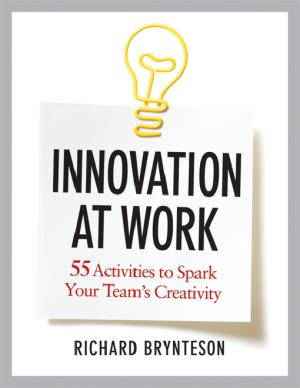 INNOVATION
AT WORK
55 Activities to Spark
Your Team's Creativity
RICHARD BRYNTESON